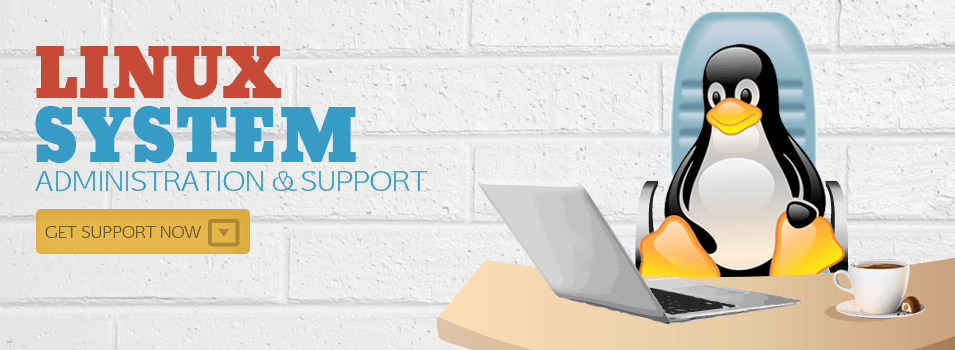 LINUX
SYSTEM
ADMINISTRATION & SUPPORT
GET SUPPORT NOW